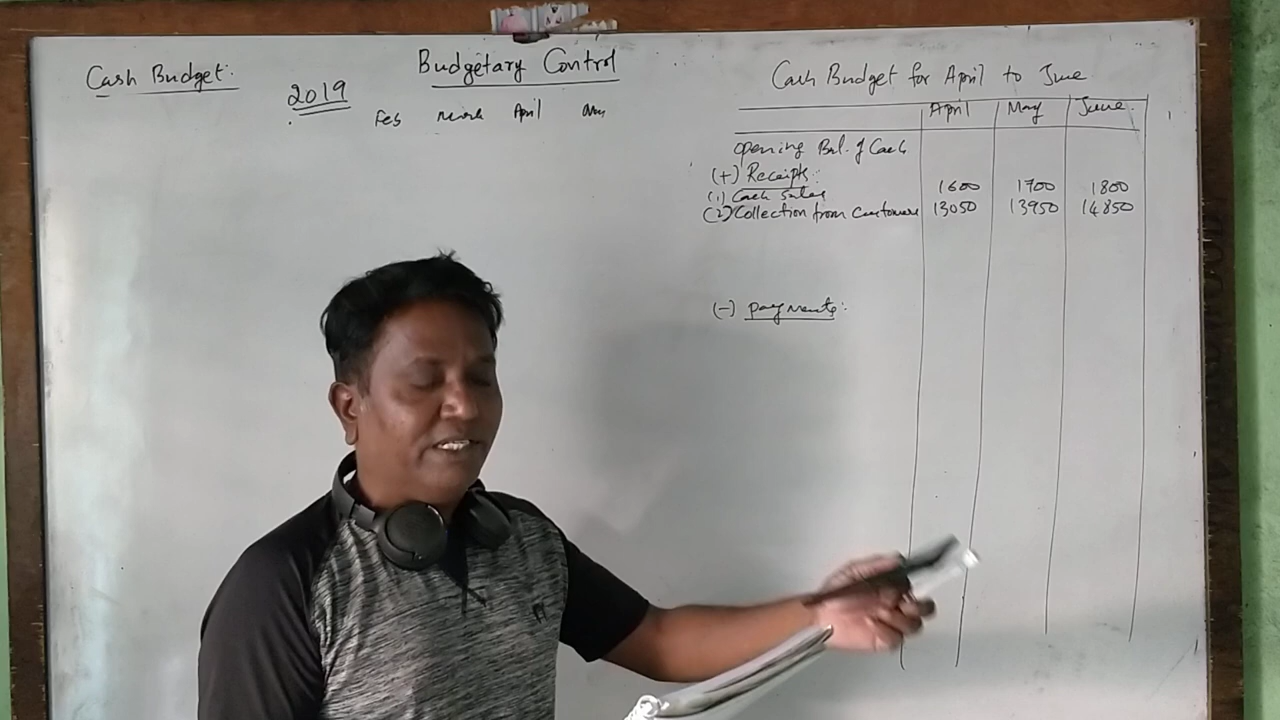 Budgetary Control
Cash Budget:
2019
Feb March April
Cash Budget for April to June
April May June
Opening Bal. of Cash
(+) Receipts:
(1) Cash Sales 1600 1700 1800
(2) Collection from Customers 13050 13950 14850
(-) Payments: